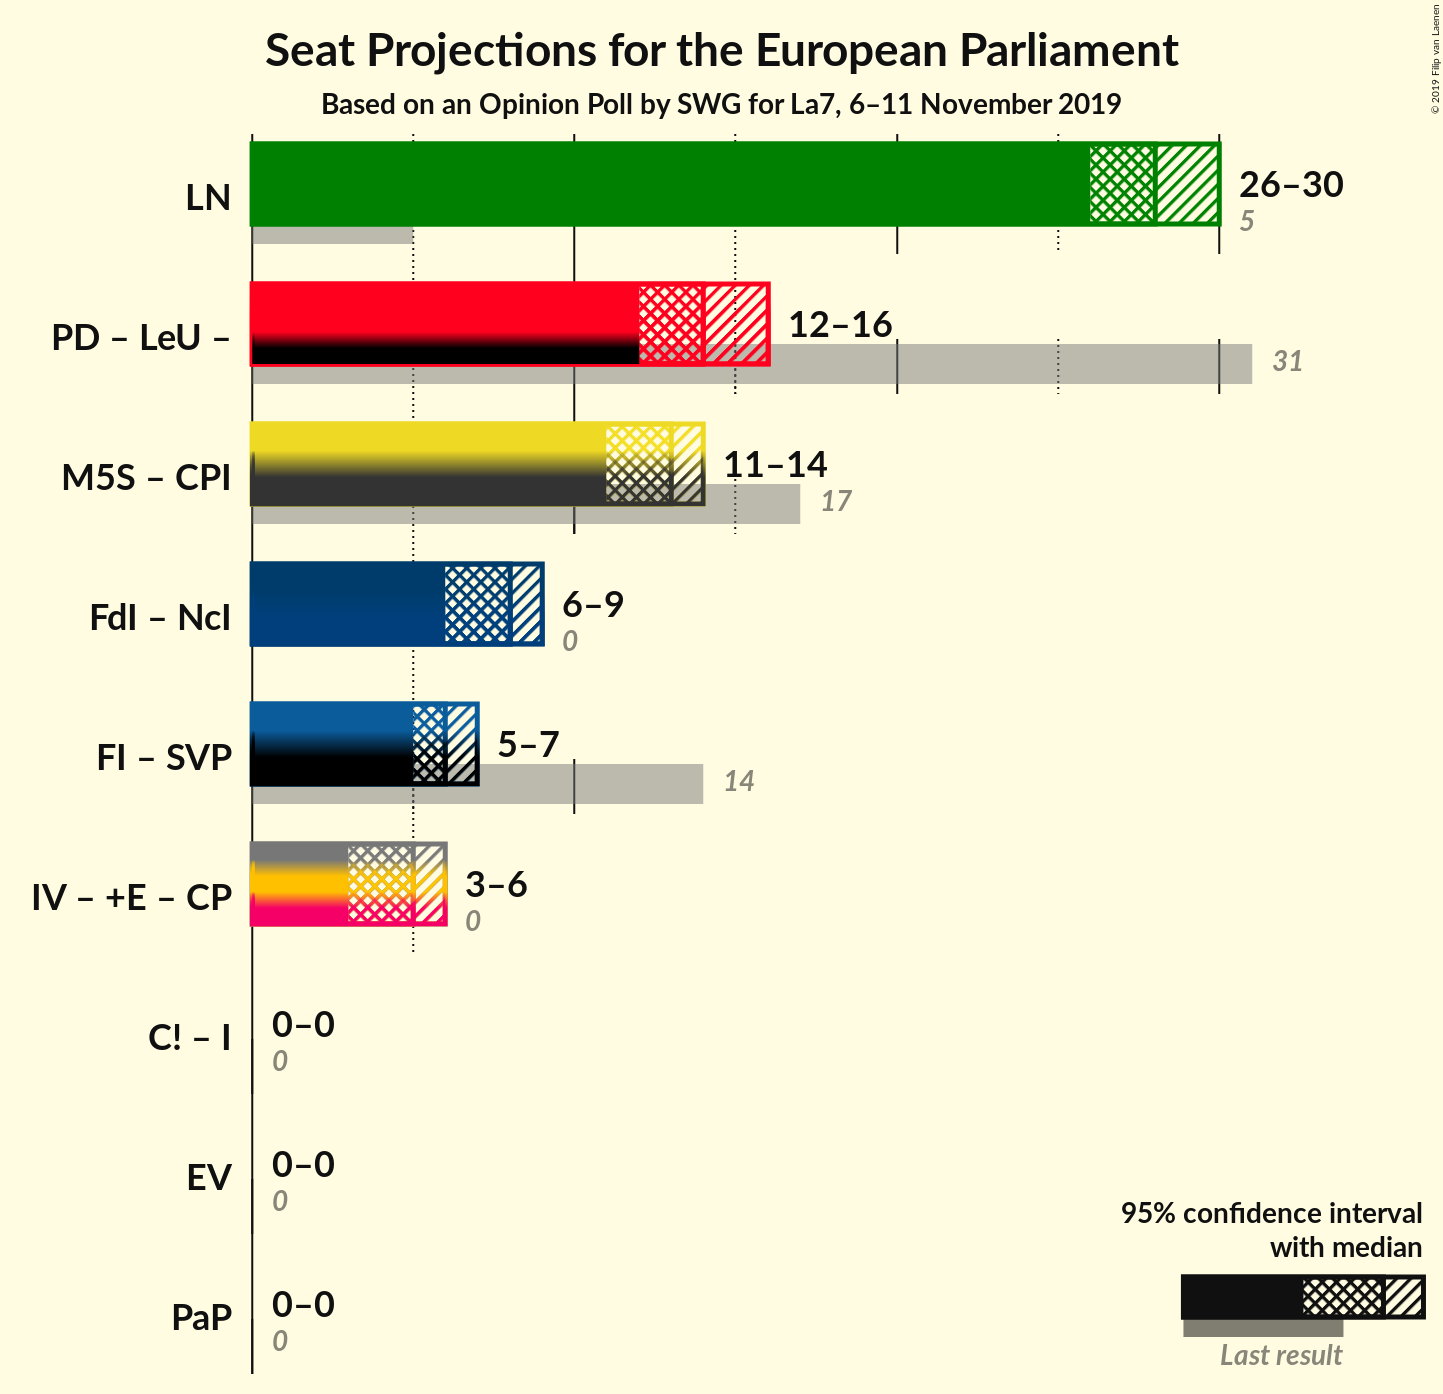 Seat Projections for the European Parliament
Based on an Opinion Poll by SWG for La7, 6–11 November 2019
© 2019 Filip van Laenen
LN
26–30
5
PD – LeU –
12–16
31
M5S – CPI
11–14
17
FdI – NcI
6–9
0
FI – SVP
5–7
14
IV – +E – CP
3–6
0
C! – I
0–0
0
EV
0–0
0
PaP
0–0
0
95% confidence interval
with median
Last result